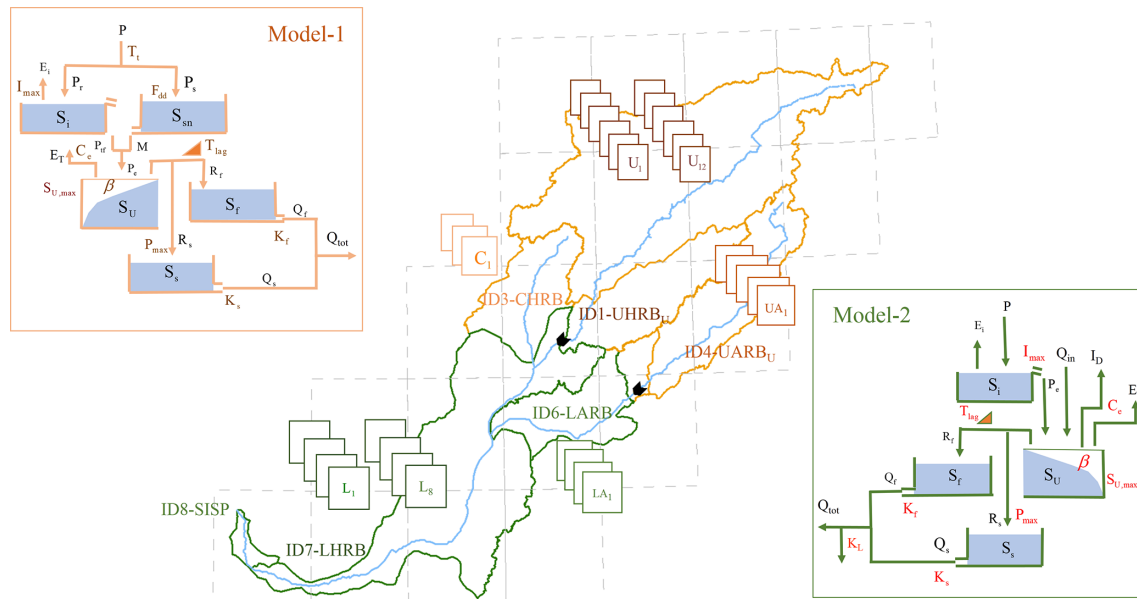 Model-1
P
T_t
P_r
P_s
E_i
I_max
F_dd
S_i
S_sn
P_tf
M
E_T
C_e
P_e
T_lag
R_f
S_U,max
β
S_U
S_f
Q_f
K_f
Q_tot
P_max
R_s
S_s
Q_s
K_s
U_1
U_12
C_1
ID3-CHRB
ID1-UHRB_U
UA_1
ID4-UARB_U
ID6-LARB
L_1
L_8
LA_1
ID8-SISP
ID7-LHRB
Model-2
P
E_i
I_max
Q_in
I_D
S_i
P_e
E
C_e
T_lag
R_f
β
Q_f
S_f
S_U
S_U,max
K_f
Q_tot
R_s
P_max
K_L
Q_s
S_s
K_s